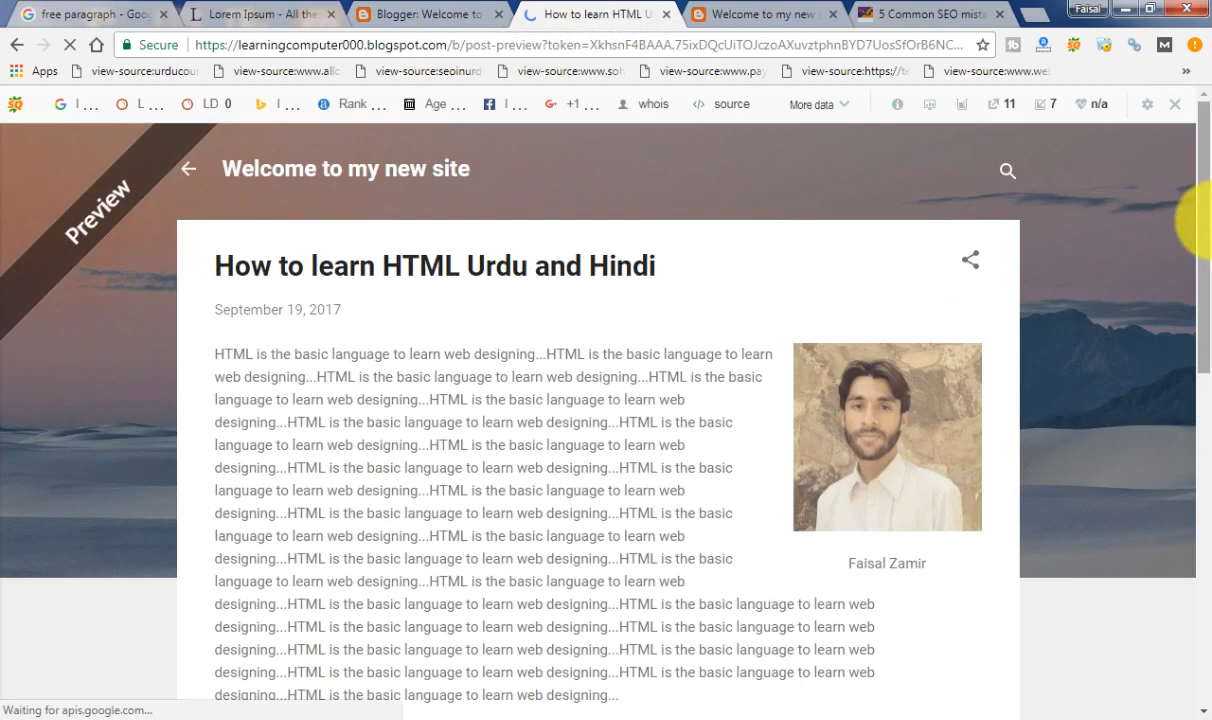 free paragraph - Goo
Lorem Ipsum - All the
Blogger: Welcome to
How to learn HTML U
Welcome to my new
5 Common SEO mista
Faisal
Secure
https://learningcomputer000.blogspot.com/b/post-preview?token=XkhsnF4BAAA.75ixDQcUiTOJczoAXuvztphnBYD7UosSfOrB6NC...
Apps
view-source:urducou
view-source:www.allc
view-source:seoinurd
view-source:www.soh
view-source:www.pay
view-source:https://te
view-source:www.we
»
I ...
L ...
LD 0
I ...
Rank ...
Age ...
I ...
+1 ...
whois
source
More data
11
7
n/a
Preview
Welcome to my new site
How to learn HTML Urdu and Hindi
September 19, 2017
HTML is the basic language to learn web designing...HTML is the basic language to learn
web designing...HTML is the basic language to learn web designing...HTML is the basic
language to learn web designing...HTML is the basic language to learn web
designing...HTML is the basic language to learn web designing...HTML is the basic
language to learn web designing...HTML is the basic language to learn web
designing...HTML is the basic language to learn web designing...HTML is the basic
language to learn web designing...HTML is the basic language to learn web
designing...HTML is the basic language to learn web designing...HTML is the basic
language to learn web designing...HTML is the basic language to learn web
designing...HTML is the basic language to learn web designing...HTML is the basic
language to learn web designing...HTML is the basic language to learn web
designing...HTML is the basic language to learn web designing...HTML is the basic language to learn web
designing...HTML is the basic language to learn web designing...HTML is the basic language to learn web
designing...HTML is the basic language to learn web designing...HTML is the basic language to learn web
designing...HTML is the basic language to learn web designing...HTML is the basic language to learn web
designing...HTML is the basic language to learn web designing...
Faisal Zamir
Waiting for apis.google.com...